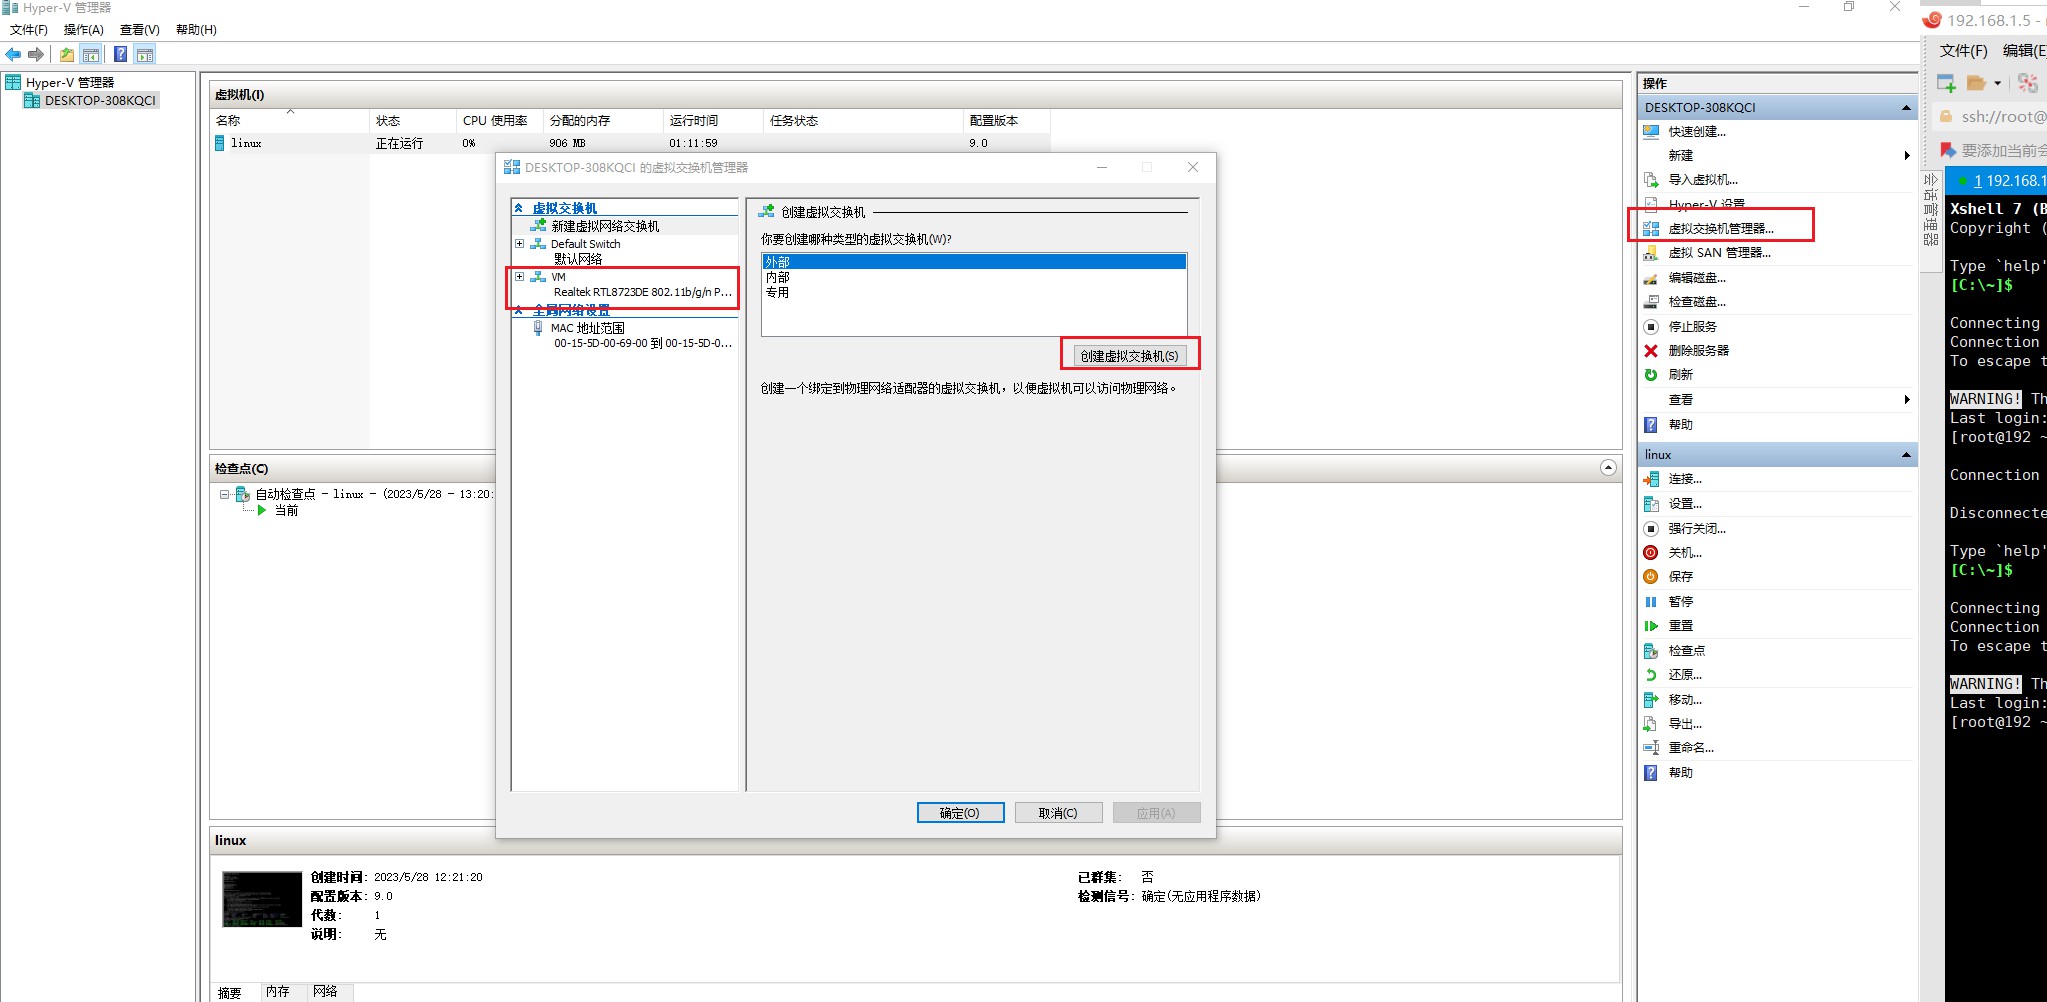 Hyper-V 管理器
文件(F) 操作(A) 查看(V) 帮助(H)
Hyper-V 管理器
DESKTOP-308KQCI
虚拟机(I)
名称 状态 CPU 使用率 分配的内存 运行时间 任务状态 配置版本
linux 正在运行 0% 906 MB 01:11:59 9.0
DESKTOP-308KQCI 的虚拟交换机管理器
虚拟交换机
新建虚拟网络交换机
Default Switch
默认网络
VM
Realtek RTL8723DE 802.11b/g/n P...
全局网络设置
MAC 地址范围
00-15-5D-00-69-00 到 00-15-5D-0...
创建虚拟交换机
你要创建哪种类型的虚拟交换机(W)?
外部
内部
专用
创建虚拟交换机(S)
创建一个绑定到物理网络适配器的虚拟交换机，以便虚拟机可以访问物理网络。
确定(O) 取消(C) 应用(A)
检查点(C)
自动检查点 - linux - (2023/5/28 - 13:20:
当前
linux
创建时间: 2023/5/28 12:21:20
配置版本: 9.0
代数: 1
说明: 无
已群集: 否
检测信号: 确定(无应用程序数据)
摘要 内存 网络
操作
DESKTOP-308KQCI
快速创建...
新建
导入虚拟机...
Hyper-V 设置...
虚拟交换机管理器...
虚拟 SAN 管理器...
编辑磁盘...
检查磁盘...
停止服务
删除服务器
刷新
查看
帮助
linux
连接...
设置...
强行关闭...
关机...
保存
暂停
重置
检查点
还原...
移动...
导出...
重命名...
帮助
192.168.1.5 -
文件(F) 编辑(E
ssh://root@
要添加当前会
会话管理器
1 192.168.1
Xshell 7 (B
Copyright (
Type `help'
[C:\~]$
Connecting
Connection
To escape t
WARNING! Th
Last login:
[root@192 ~
Connection
Disconnecte
Type `help'
[C:\~]$
Connecting
Connection
To escape t
WARNING! Th
Last login:
[root@192 ~